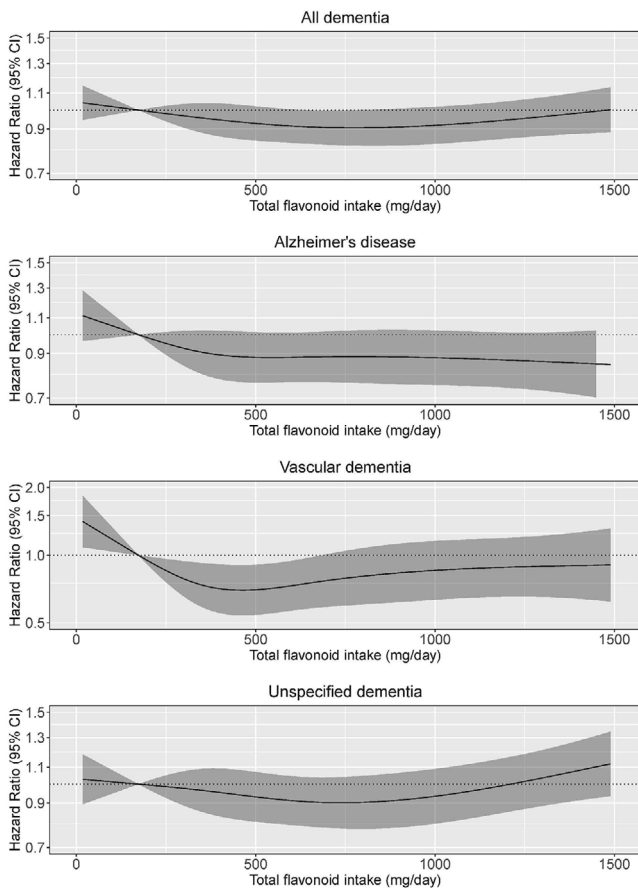 All dementia
Hazard Ratio (95% CI)
1.5
1.3
1.1
0.9
0.7
0 500 1000 1500
Total flavonoid intake (mg/day)
Alzheimer's disease
Hazard Ratio (95% CI)
1.5
1.3
1.1
0.9
0.7
0 500 1000 1500
Total flavonoid intake (mg/day)
Vascular dementia
Hazard Ratio (95% CI)
2.0
1.5
1.0
0.5
0 500 1000 1500
Total flavonoid intake (mg/day)
Unspecified dementia
Hazard Ratio (95% CI)
1.5
1.3
1.1
0.9
0.7
0 500 1000 1500
Total flavonoid intake (mg/day)